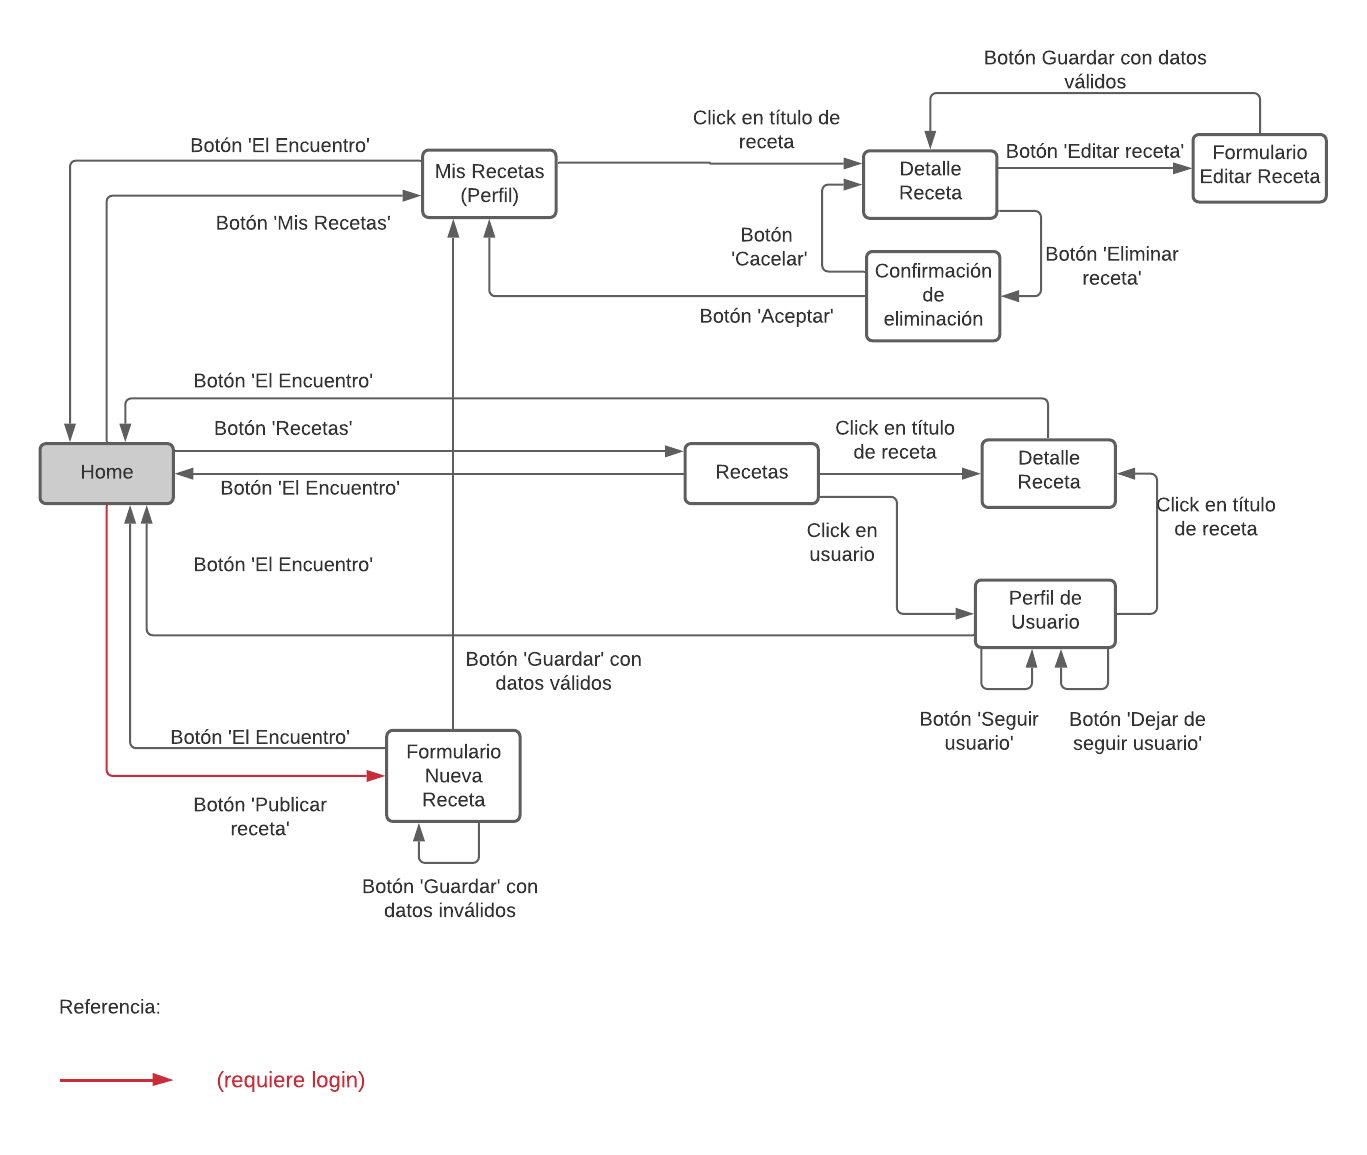 Botón Guardar con datos
válidos
Click en título de
receta
Botón 'El Encuentro'
Mis Recetas
(Perfil)
Detalle
Receta
Botón 'Editar receta'
Formulario
Editar Receta
Botón 'Mis Recetas'
Botón
'Cacelar'
Botón 'Eliminar
receta'
Confirmación
de
eliminación
Botón 'Aceptar'
Botón 'El Encuentro'
Botón 'Recetas'
Click en título
de receta
Home
Recetas
Detalle
Receta
Botón 'El Encuentro'
Click en título
de receta
Click en
usuario
Botón 'El Encuentro'
Perfil de
Usuario
Botón 'Guardar' con
datos válidos
Botón 'Seguir
usuario'
Botón 'Dejar de
seguir usuario'
Botón 'El Encuentro'
Formulario
Nueva
Receta
Botón 'Publicar
receta'
Botón 'Guardar' con
datos inválidos
Referencia:
(requiere login)